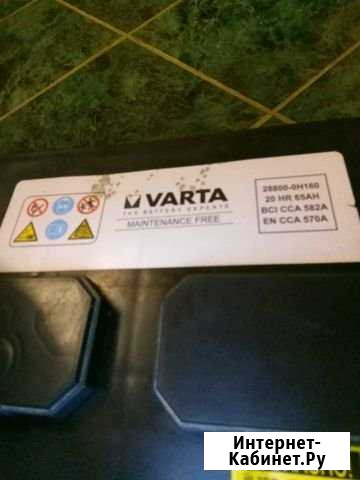 VARTA
THE BATTERY EXPERTS
MAINTENANCE FREE
28800-0H160
20 HR 65AH
BCI CCA 582A
EN CCA 570A
Интернет-
Кабинет.Ру